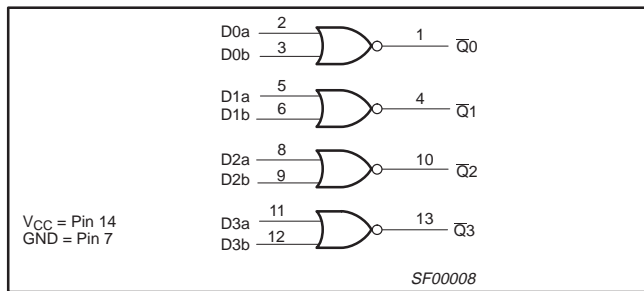 D0a 2
D0b 3
1 Q̅0
D1a 5
D1b 6
4 Q̅1
D2a 8
D2b 9
10 Q̅2
D3a 11
D3b 12
13 Q̅3
VCC = Pin 14
GND = Pin 7
SF00008